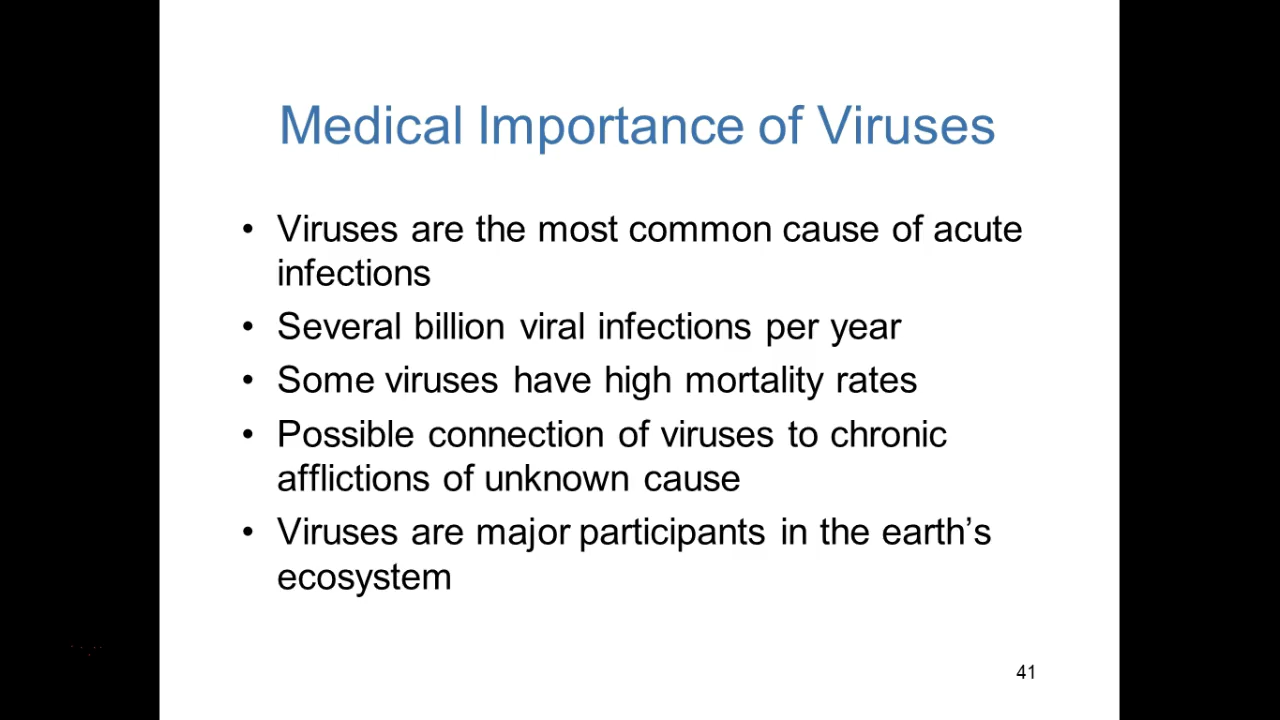 Medical Importance of Viruses
• Viruses are the most common cause of acute
infections
• Several billion viral infections per year
• Some viruses have high mortality rates
• Possible connection of viruses to chronic
afflictions of unknown cause
• Viruses are major participants in the earth’s
ecosystem
41